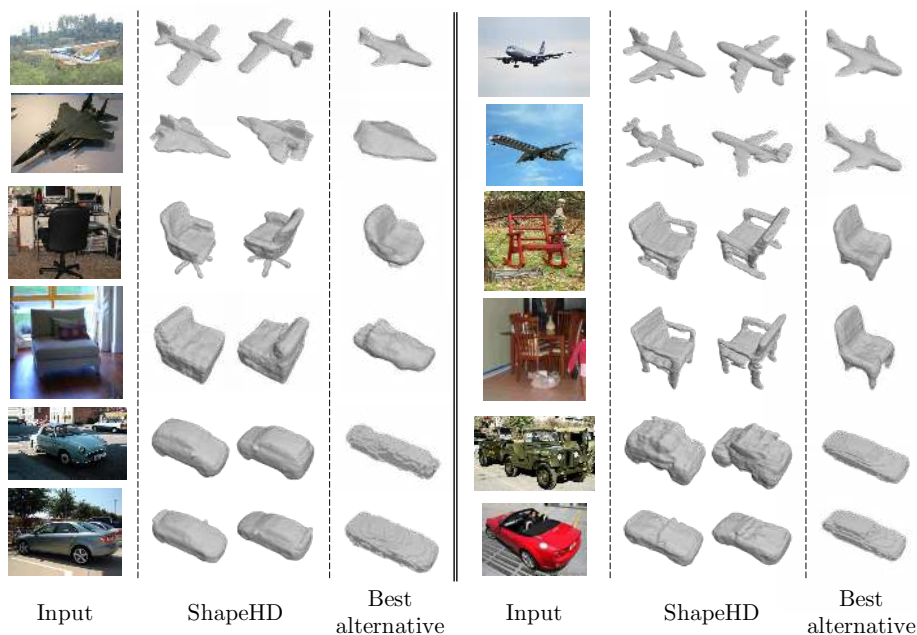 Input
ShapeHD
Best
alternative
Input
ShapeHD
Best
alternative